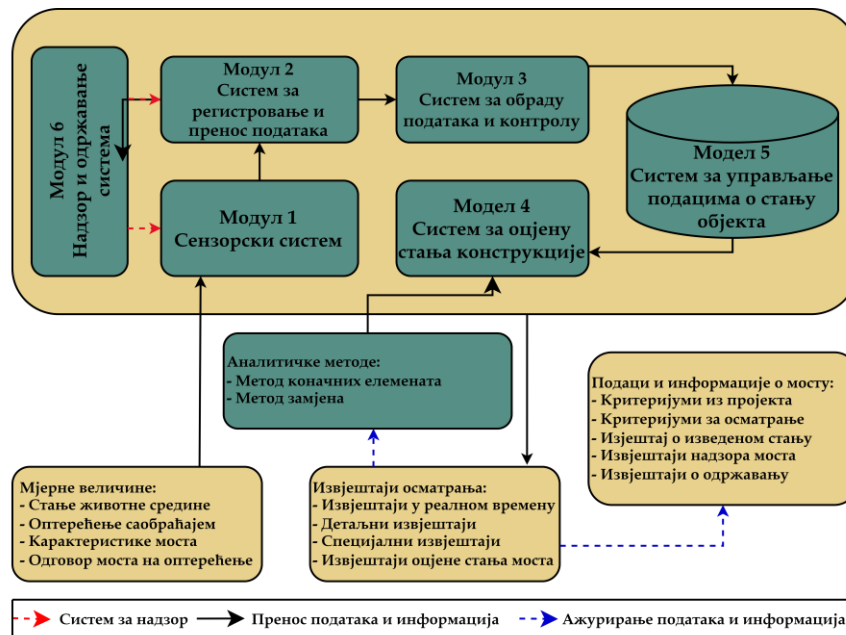 Модул 6
Надзор и одржавање
система
Модул 2
Систем за
регистровање и
пренос података
Модул 3
Систем за обраду
података и контролу
Модел 5
Систем за управљање
подацима о стању
објекта
Модул 1
Сензорски систем
Модел 4
Систем за оцјену
стања конструкције
Аналитичке методе:
- Метод коначних елемената
- Метод замјена
Подаци и информације о мосту:
- Критеријуми из пројекта
- Критеријуми за осматрање
- Изјештај о изведеном стању
- Извјештаји надзора моста
- Извјештаји о одржавању
Мјерне величине:
- Стање животне средине
- Оптерећење саобраћајем
- Карактеристике моста
- Одговор моста на оптерећење
Извјештаји осматрања:
- Извјештаји у реалном времену
- Детаљни извјештаји
- Специјални извјештаји
- Извјештаји оцјене стања моста
Систем за надзор
Пренос података и информација
Ажурирање података и информација